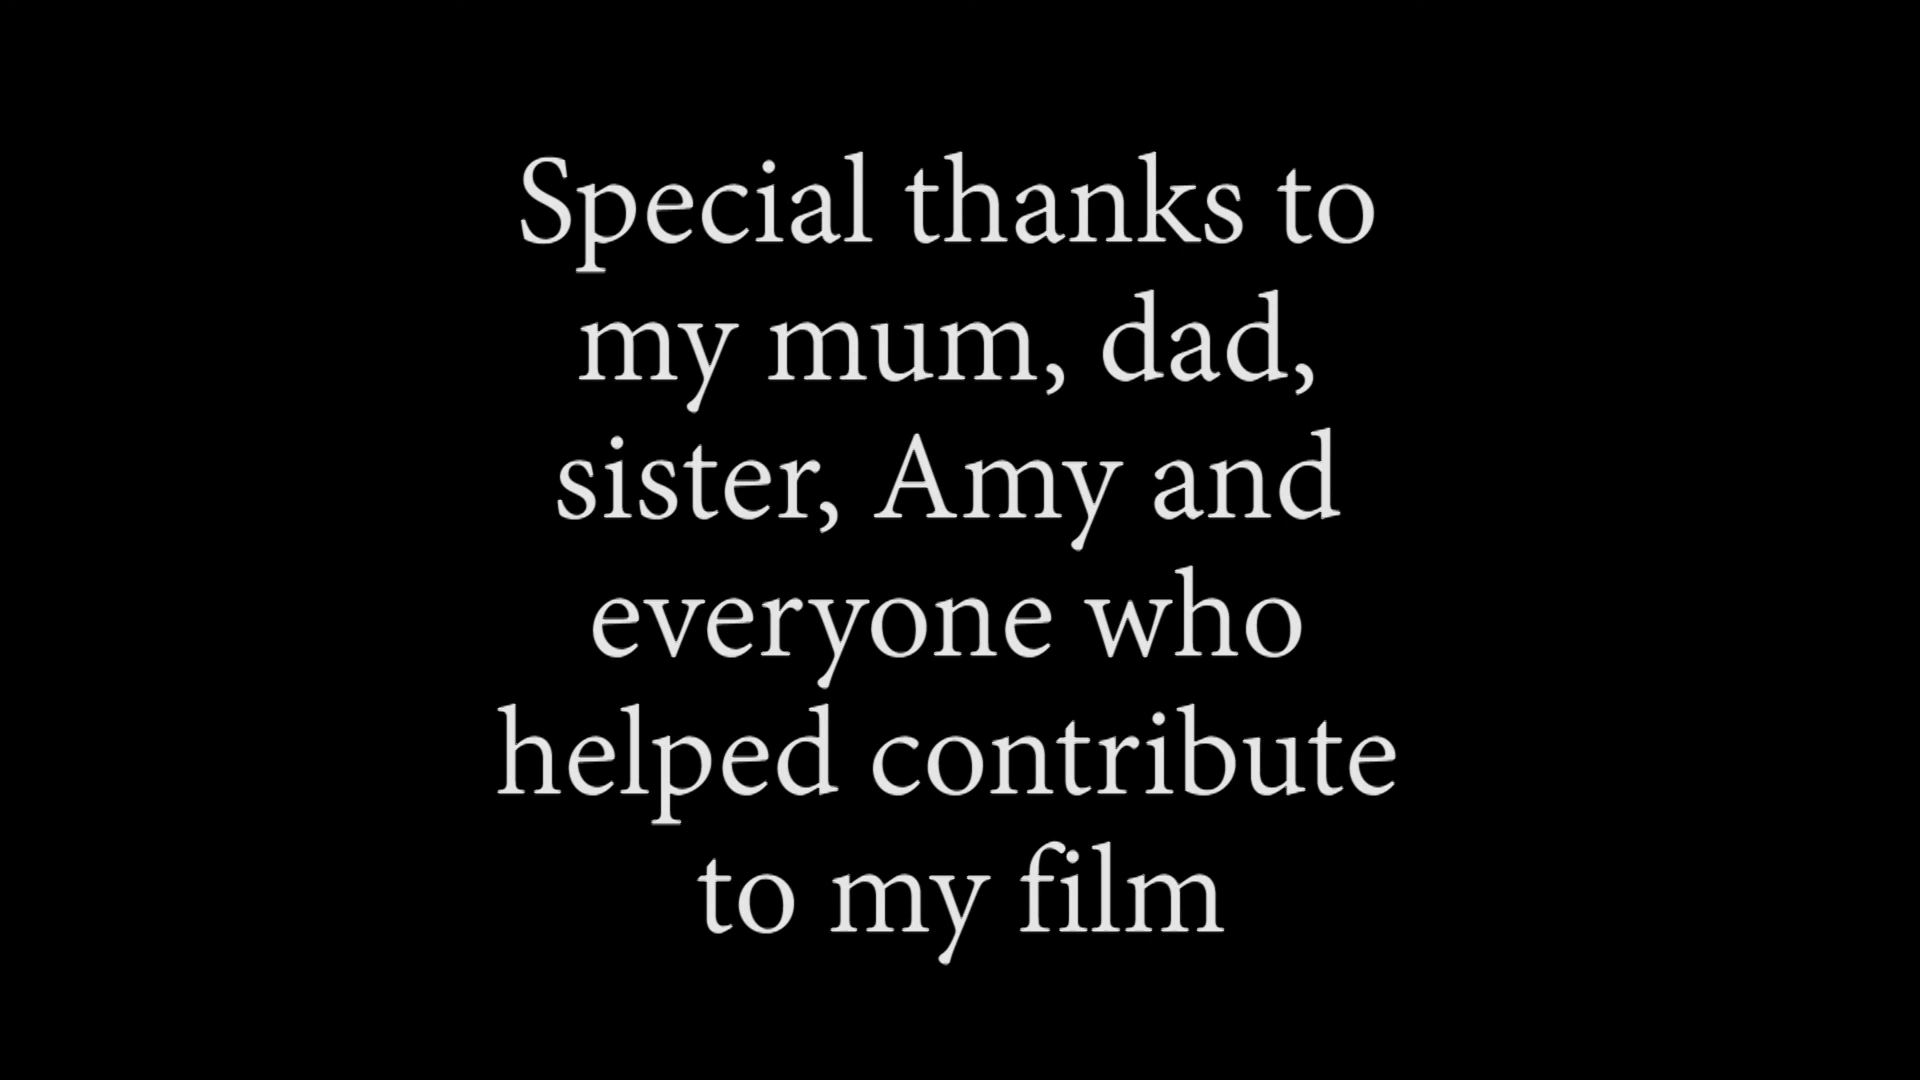 Special thanks to
my mum, dad,
sister, Amy and
everyone who
helped contribute
to my film